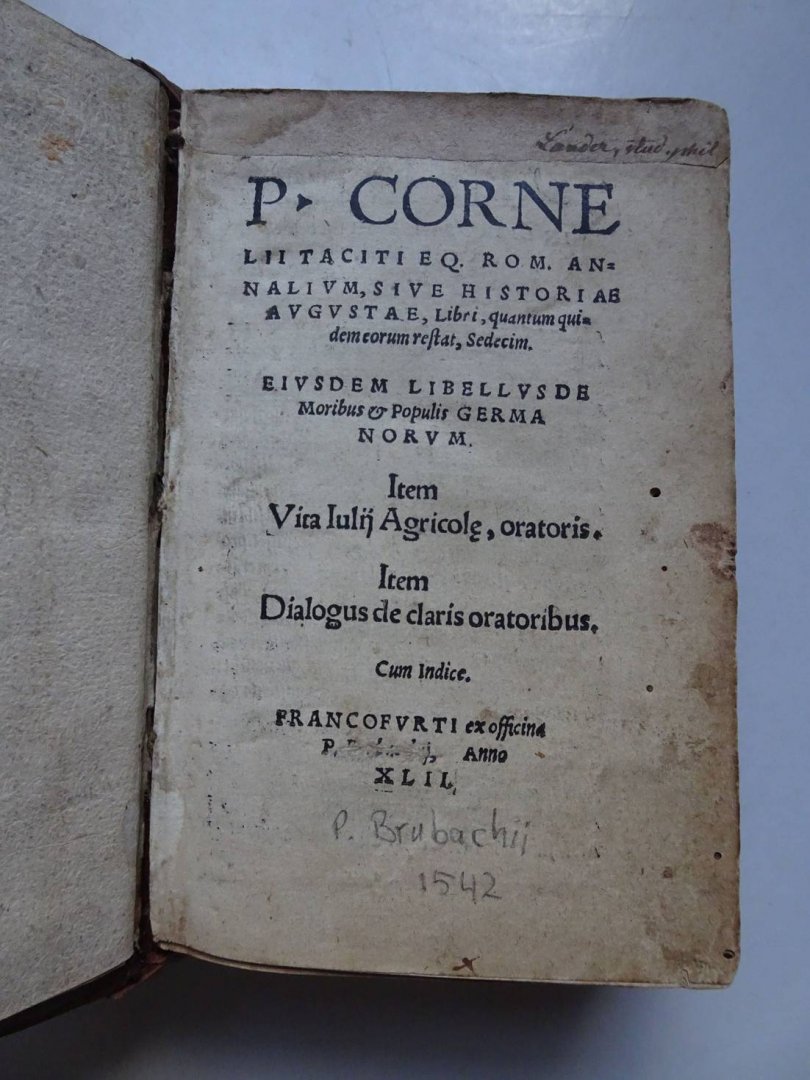 Lander, stud. phil
P. CORNE
LII TACITI EQ. ROM. AN=
NALIVM, SIVE HISTORIAE
AVGVSTAE, Libri, quantum qui=
dem eorum reſtat, Sedecim.
EIVSDEM LIBELLVS DE
Moribus & Populis GERMA
NORVM.
Item
Vita Iulij Agricolę, oratoris.
Item
Dialogus de claris oratoribus.
Cum Indice.
FRANCOFVRTI ex officina
P. Anno
XLII.
P. Brubachii
1542